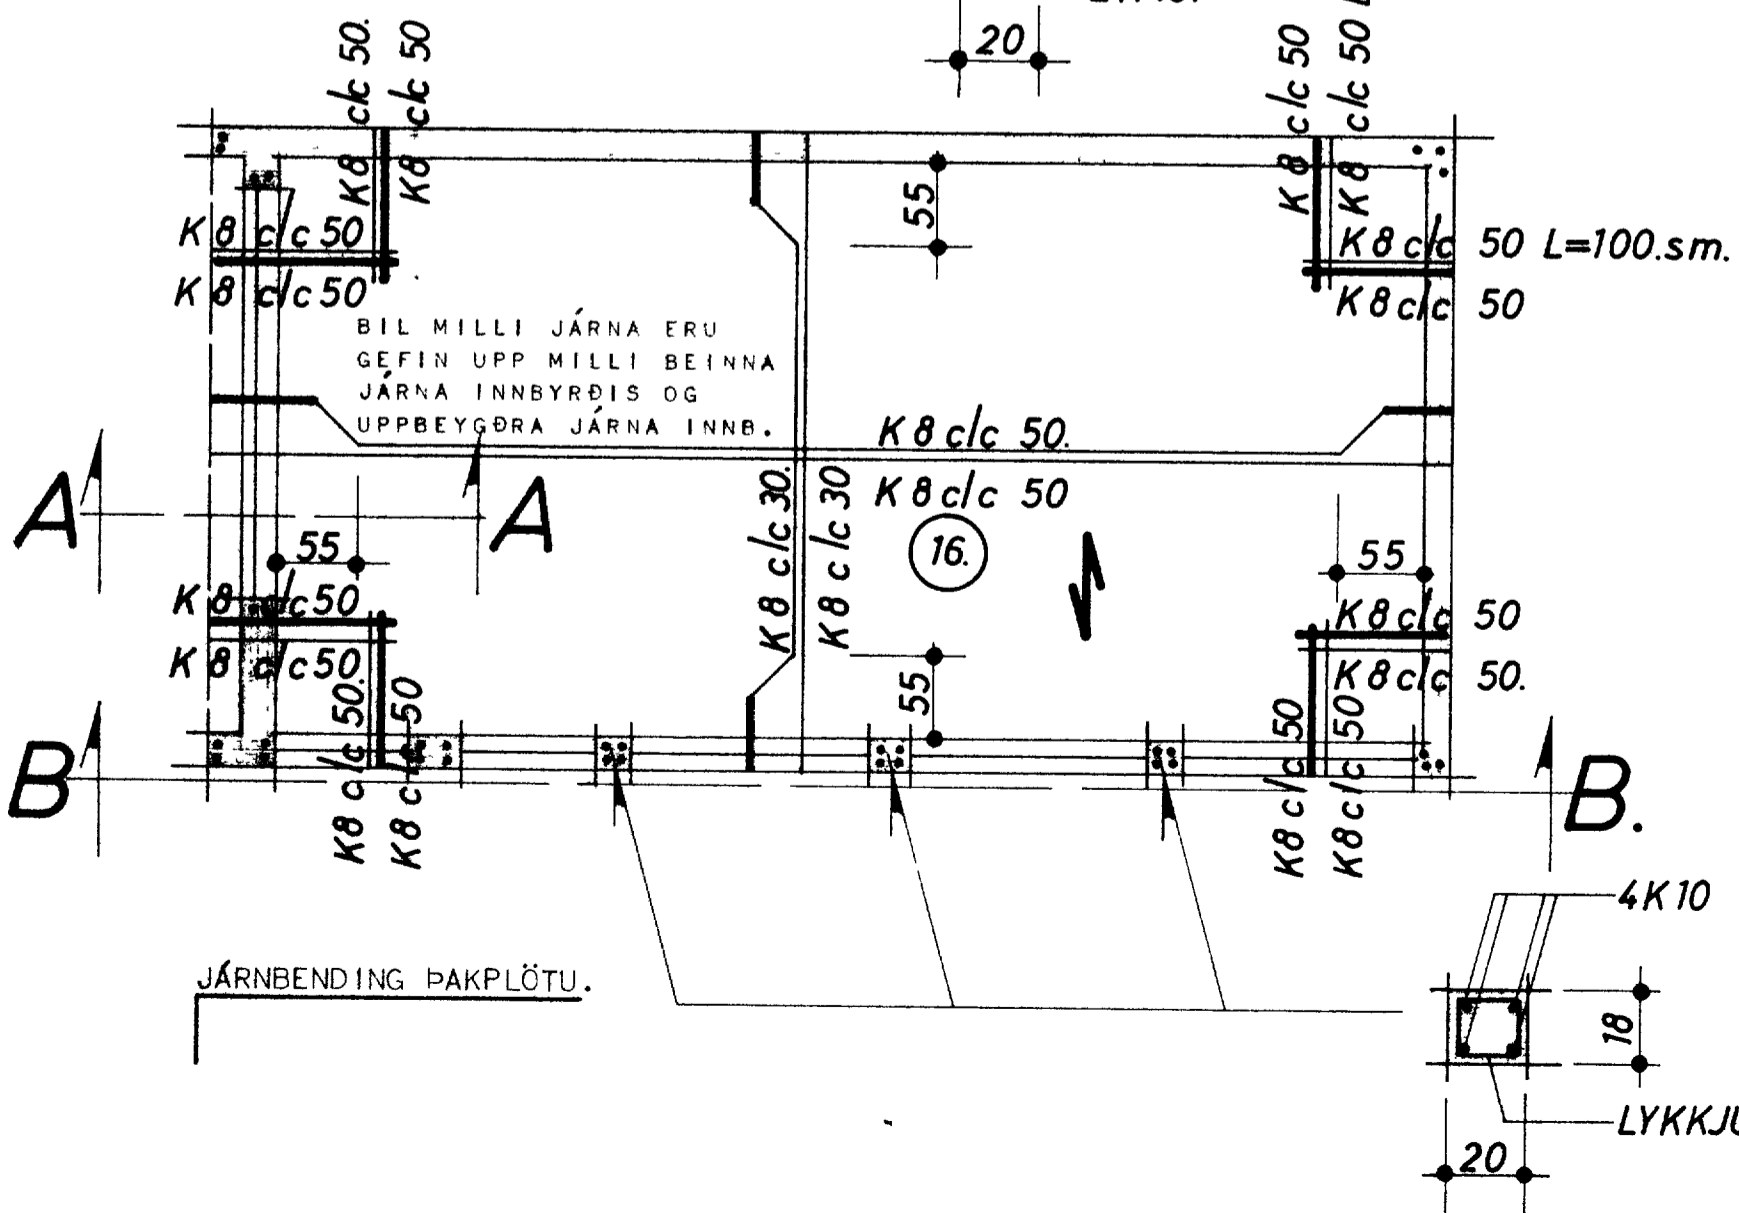 20
K8 c/c 50.
K8 c/c 50
K8 c/c 50
K8 c/c 50
55
K8 c/c 50
K8 c/c 50
K8 c/c 50 L=100.sm.
K8 c/c 50
BIL MILLI JÁRNA ERU
GEFIN UPP MILLI BEINNA
JÁRNA INNBYRÐIS OG
UPPBEYGÐRA JÁRNA INNB.
K8 c/c 50.
K8 c/c 50
K8 c/c 30.
K8 c/c 30
16.
A
A
55
55
K8 c/c 50
K8 c/c 50
K8 c/c 50
K8 c/c 50.
55
K8 c/c 50.
K8 c/c 50
K8 c/c 50
K8 c/c 50
B
B.
4K10
JÁRNBENDING ÞAKPLÖTU.
18
20